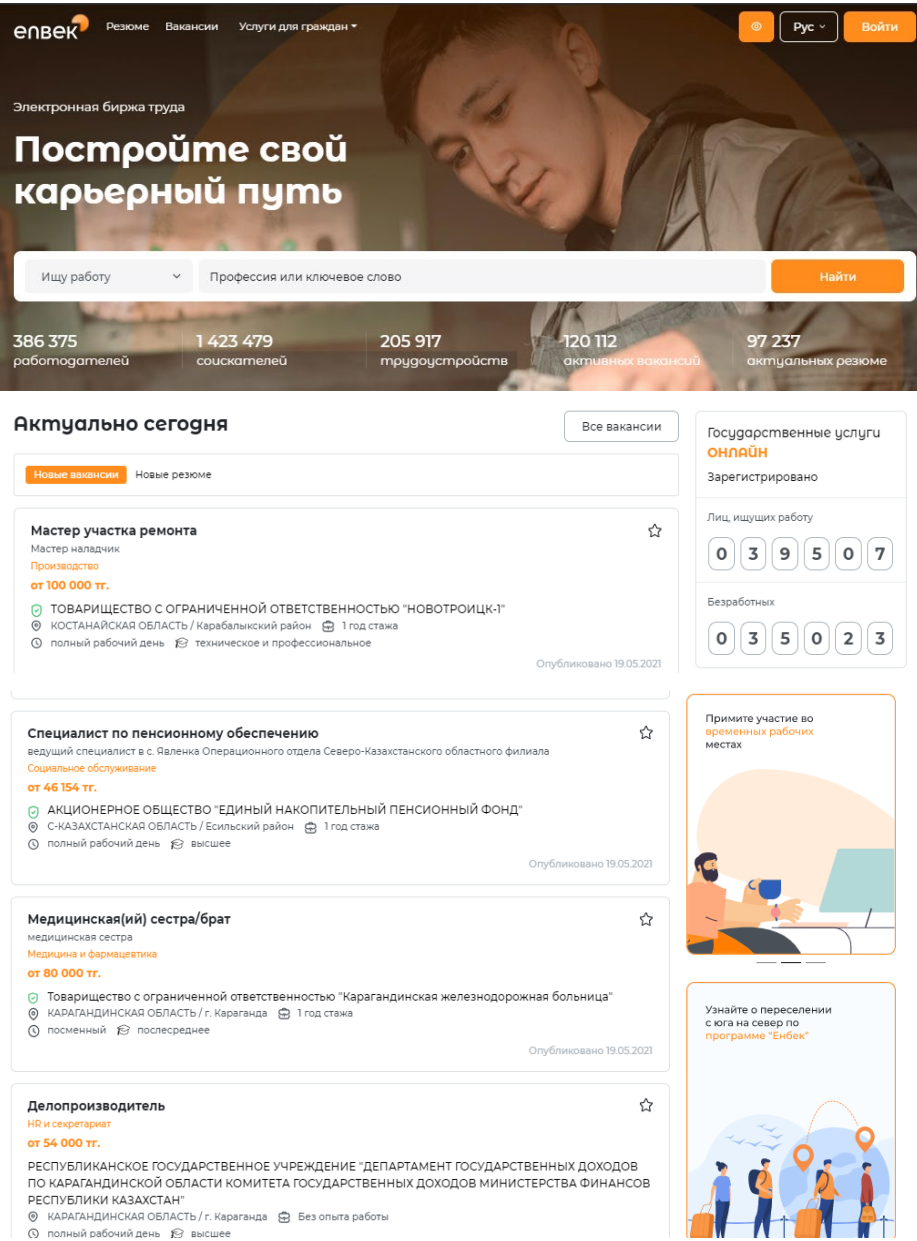 enbek
Резюме Вакансии Услуги для граждан
Рус
Войти
Электронная биржа труда
Постройте свой
карьерный путь
Ищу работу
Профессия или ключевое слово
Найти
386 375
работодателей
1 423 479
соискателей
205 917
трудоустройств
120 112
активных вакансий
97 237
актуальных резюме
Актуально сегодня
Все вакансии
Новые вакансии Новые резюме
Мастер участка ремонта
Мастер наладчик
Производство
от 100 000 тг.
ТОВАРИЩЕСТВО С ОГРАНИЧЕННОЙ ОТВЕТСТВЕННОСТЬЮ "НОВОТРОИЦК-1"
КОСТАНАЙСКАЯ ОБЛАСТЬ / Карабалыкский район 1 год стажа
полный рабочий день техническое и профессиональное
Опубликовано 19.05.2021
Государственные услуги
ОНЛАЙН
Зарегистрировано
Лиц, ищущих работу
0 3 9 5 0 7
Безработных
0 3 5 0 2 3
Специалист по пенсионному обеспечению
ведущий специалист в с. Явленка Операционного отдела Северо-Казахстанского областного филиала
Социальное обслуживание
от 46 154 тг.
АКЦИОНЕРНОЕ ОБЩЕСТВО "ЕДИНЫЙ НАКОПИТЕЛЬНЫЙ ПЕНСИОННЫЙ ФОНД"
С-КАЗАХСТАНСКАЯ ОБЛАСТЬ / Есильский район 1 год стажа
полный рабочий день высшее
Опубликовано 19.05.2021
Примите участие во
временных рабочих
местах
Медицинская(ий) сестра/брат
медицинская сестра
Медицина и фармацевтика
от 80 000 тг.
Товарищество с ограниченной ответственностью "Карагандинская железнодорожная больница"
КАРАГАНДИНСКАЯ ОБЛАСТЬ / г. Караганда 1 год стажа
посменный послесреднее
Опубликовано 19.05.2021
Узнайте о переселении
с юга на север по
программе "Енбек"
Делопроизводитель
HR и секретариат
от 54 000 тг.
РЕСПУБЛИКАНСКОЕ ГОСУДАРСТВЕННОЕ УЧРЕЖДЕНИЕ "ДЕПАРТАМЕНТ ГОСУДАРСТВЕННЫХ ДОХОДОВ
ПО КАРАГАНДИНСКОЙ ОБЛАСТИ КОМИТЕТА ГОСУДАРСТВЕННЫХ ДОХОДОВ МИНИСТЕРСТВА ФИНАНСОВ
РЕСПУБЛИКИ КАЗАХСТАН"
КАРАГАНДИНСКАЯ ОБЛАСТЬ / г. Караганда Без опыта работы
полный рабочий день высшее